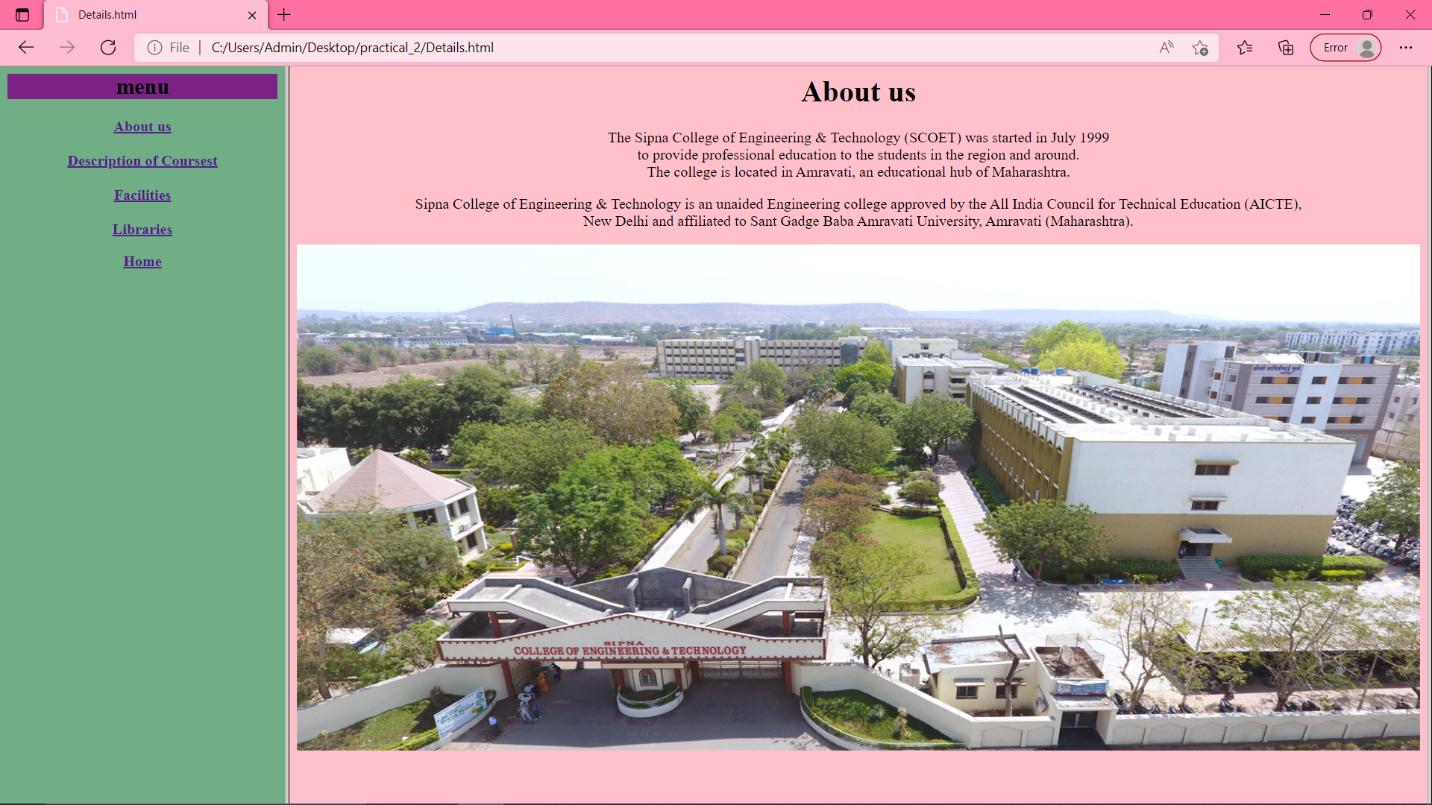 Details.html
File
C:/Users/Admin/Desktop/practical_2/Details.html
Error
menu
About us
Description of Coursest
Facilities
Libraries
Home
About us
The Sipna College of Engineering & Technology (SCOET) was started in July 1999
to provide professional education to the students in the region and around.
The college is located in Amravati, an educational hub of Maharashtra.
Sipna College of Engineering & Technology is an unaided Engineering college approved by the All India Council for Technical Education (AICTE),
New Delhi and affiliated to Sant Gadge Baba Amravati University, Amravati (Maharashtra).
SIPNA
COLLEGE OF ENGINEERING & TECHNOLOGY